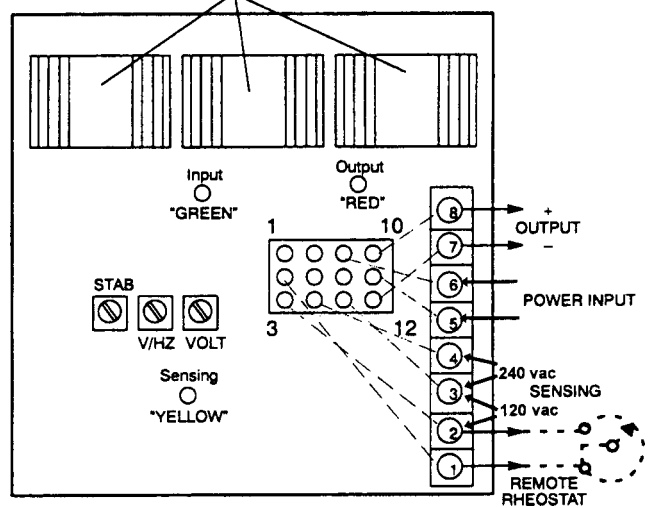 Input
"GREEN"
Output
"RED"
1
10
3
12
STAB
V/HZ
VOLT
Sensing
"YELLOW"
8
7
6
5
4
3
2
1
+
OUTPUT
–
POWER INPUT
240 vac
SENSING
120 vac
REMOTE
RHEOSTAT